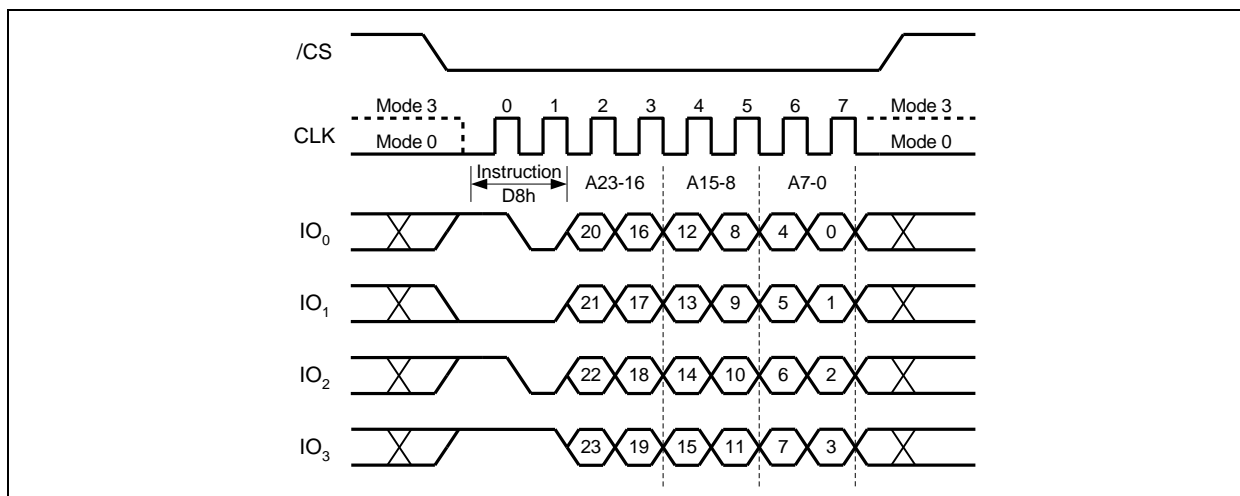 /CS
Mode 3 0 1 2 3 4 5 6 7 Mode 3
CLK Mode 0 Mode 0
Instruction A23-16 A15-8 A7-0
D8h
IO0 20 16 12 8 4 0
IO1 21 17 13 9 5 1
IO2 22 18 14 10 6 2
IO3 23 19 15 11 7 3